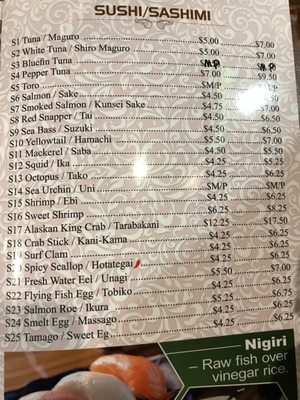 SUSHI/SASHIMI
S1 Tuna / Maguro $5.00 $7.00
S2 White Tuna / Shiro Maguro $5.00 $7.00
S3 Bluefin Tuna M.P M.P
S4 Pepper Tuna $7.00 $9.50
S5 Toro $M/P
S6 Salmon / Sake $4.50
S7 Smoked Salmon / Kunsei Sake $4.75 $7.00
S8 Red Snapper / Tai $4.50 $6.50
S9 Sea Bass / Suzuki $4.50 $6.50
S10 Yellowtail / Hamachi $5.50 $7.00
S11 Mackerel / Saba $4.50 $5.50
S12 Squid / Ika $4.25 $5.25
S13 Octopus / Tako $4.25 $6.25
S14 Sea Urchin / Uni $M/P $M/P
S15 Shrimp / Ebi $4.25 $6.25
S16 Sweet Shrimp $6.25 $8.25
S17 Alaskan King Crab / Tarabakani $12.25 $17.50
S18 Crab Stick / Kani-Kama $4.25 $6.25
S19 Surf Clam $4.25 $6.25
Spicy Scallop / Hotategai $4.25 $6.25
S21 Fresh Water Eel / Unagi $5.50 $7.00
S22 Flying Fish Egg / Tobiko $4.25 $6.25
S23 Salmon Roe / Ikura $5.25 $6.75
S24 Smelt Egg / Massago $4.25 $6.25
S25 Tamago / Sweet Eg $4.25 $6.25
Nigiri
– Raw fish over
vinegar rice.